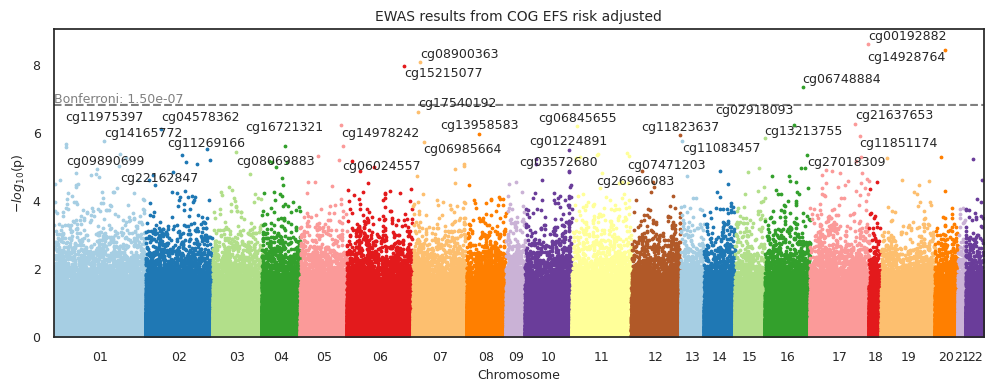 EWAS results from COG EFS risk adjusted
cg00192882
cg08900363
cg14928764
cg15215077
cg06748884
Bonferroni: 1.50e-07
cg17540192
cg02918093
cg11975397
cg04578362
cg06845655
cg21637653
cg16721321
cg13958583
cg11823637
cg14165772
cg14978242
cg13213755
cg11269166
cg01224891
cg11851174
cg06985664
cg11083457
cg09890699
cg08069883
cg03572680
cg27018309
cg06024557
cg07471203
cg22162847
cg26966083
8
6
4
2
0
−log10(p)
01 02 03 04 05 06 07 08 09 10 11 12 13 14 15 16 17 18 19 20 21 22
Chromosome